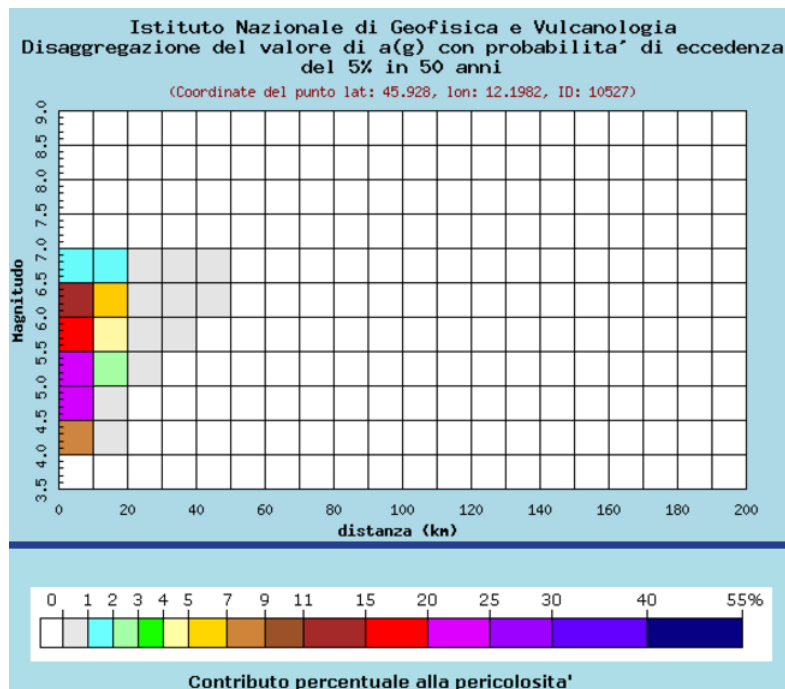 Istituto Nazionale di Geofisica e Vulcanologia
Disaggregazione del valore di a(g) con probabilita´ di eccedenza
del 5% in 50 anni
(Coordinate del punto lat: 45.928, lon: 12.1982, ID: 10527)
Magnitudo
9.0
8.5
8.0
7.5
7.0
6.5
6.0
5.5
5.0
4.5
4.0
3.5
0 20 40 60 80 100 120 140 160 180 200
distanza (km)
0 1 2 3 4 5 7 9 11 15 20 25 30 40 55%
Contributo percentuale alla pericolosita'